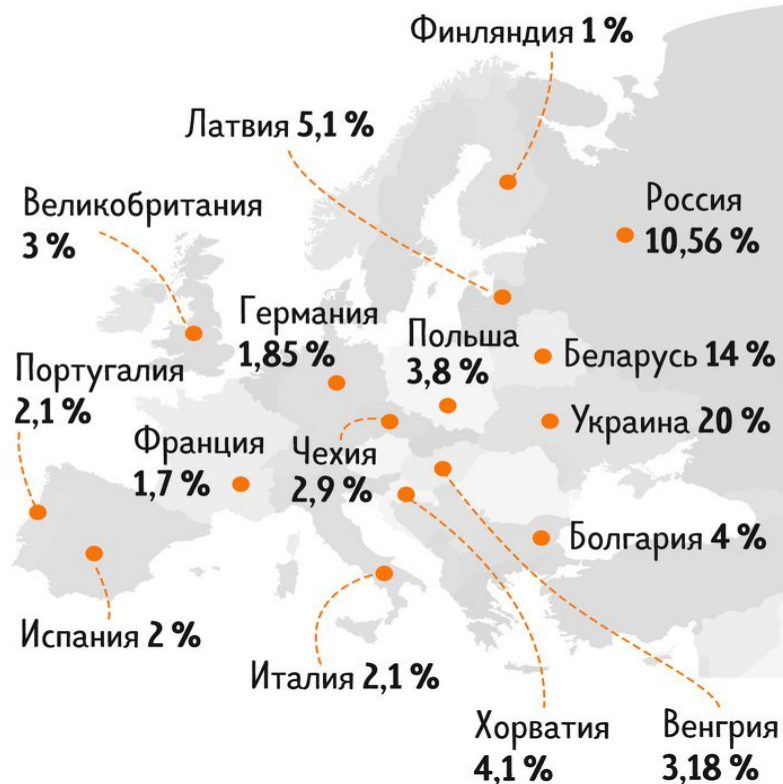 Финляндия 1 %
Латвия 5,1 %
Великобритания
3 %
Россия
10,56 %
Германия
1,85 %
Польша
3,8 %
Беларусь 14 %
Португалия
2,1 %
Украина 20 %
Франция
1,7 %
Чехия
2,9 %
Болгария 4 %
Испания 2 %
Италия 2,1 %
Хорватия
4,1 %
Венгрия
3,18 %